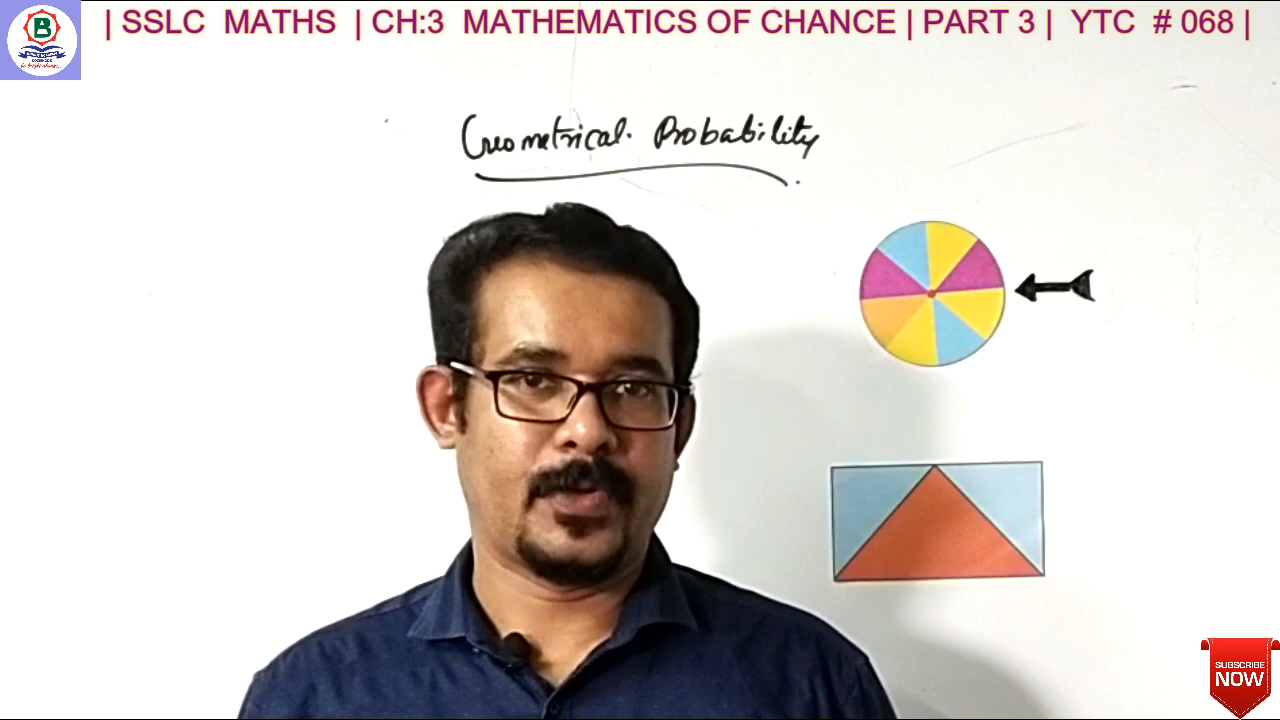 | SSLC MATHS | CH:3 MATHEMATICS OF CHANCE | PART 3 | YTC # 068 |
B
Geometrical Probability
SUBSCRIBE
NOW